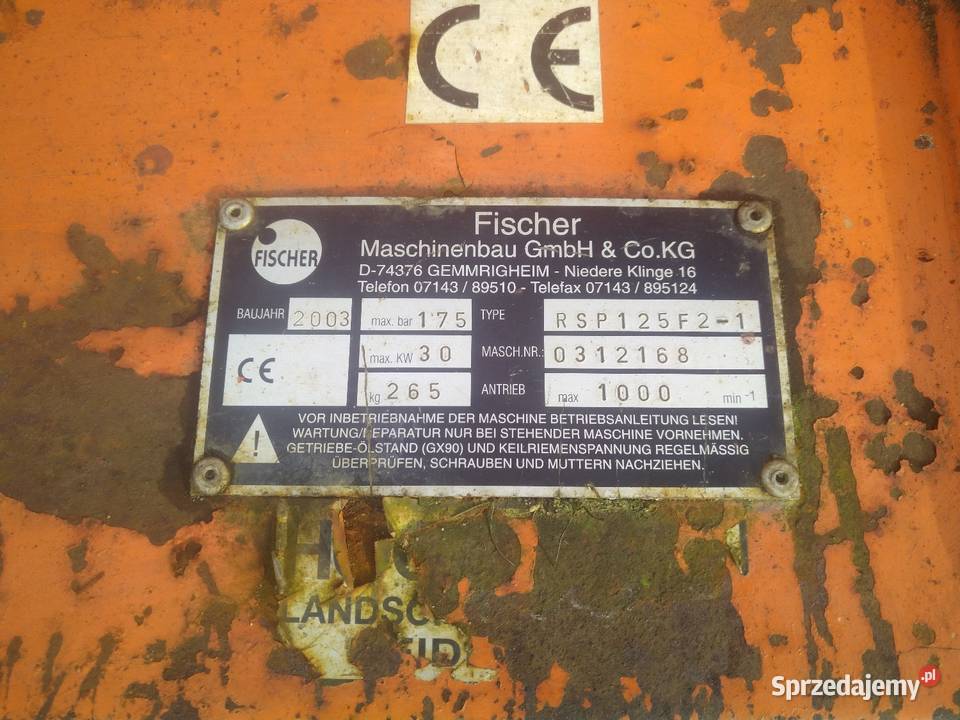 CE
FISCHER
Fischer
Maschinenbau GmbH & Co.KG
D-74376 GEMMRIGHEIM - Niedere Klinge 16
Telefon 07143 / 89510 - Telefax 07143 / 895124
BAUJAHR 2003 max. bar 175 TYPE RSP125F2-1
CE max. KW 30 MASCH.NR.: 0312168
kg 265 ANTRIEB max 1000 min -1
VOR INBETRIEBNAHME DER MASCHINE BETRIEBSANLEITUNG LESEN!
WARTUNG/REPARATUR NUR BEI STEHENDER MASCHINE VORNEHMEN.
! GETRIEBE-ÖLSTAND (GX90) UND KEILRIEMENSPANNUNG REGELMÄSSIG
ÜBERPRÜFEN, SCHRAUBEN UND MUTTERN NACHZIEHEN.
Sprzedajemy.pl